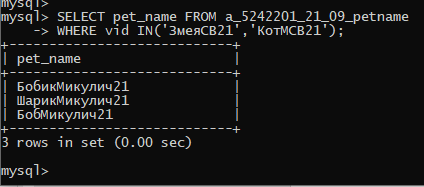 mysql>
mysql> SELECT pet_name FROM a_5242201_21_09_petname
    -> WHERE vid IN('ЗмеяСВ21','КотМСВ21');
+----------------------------+
| pet_name                   |
+----------------------------+
| БобикМикулич21             |
| ШарикМикулич21             |
| БобМикулич21               |
+----------------------------+
3 rows in set (0.00 sec)
mysql>